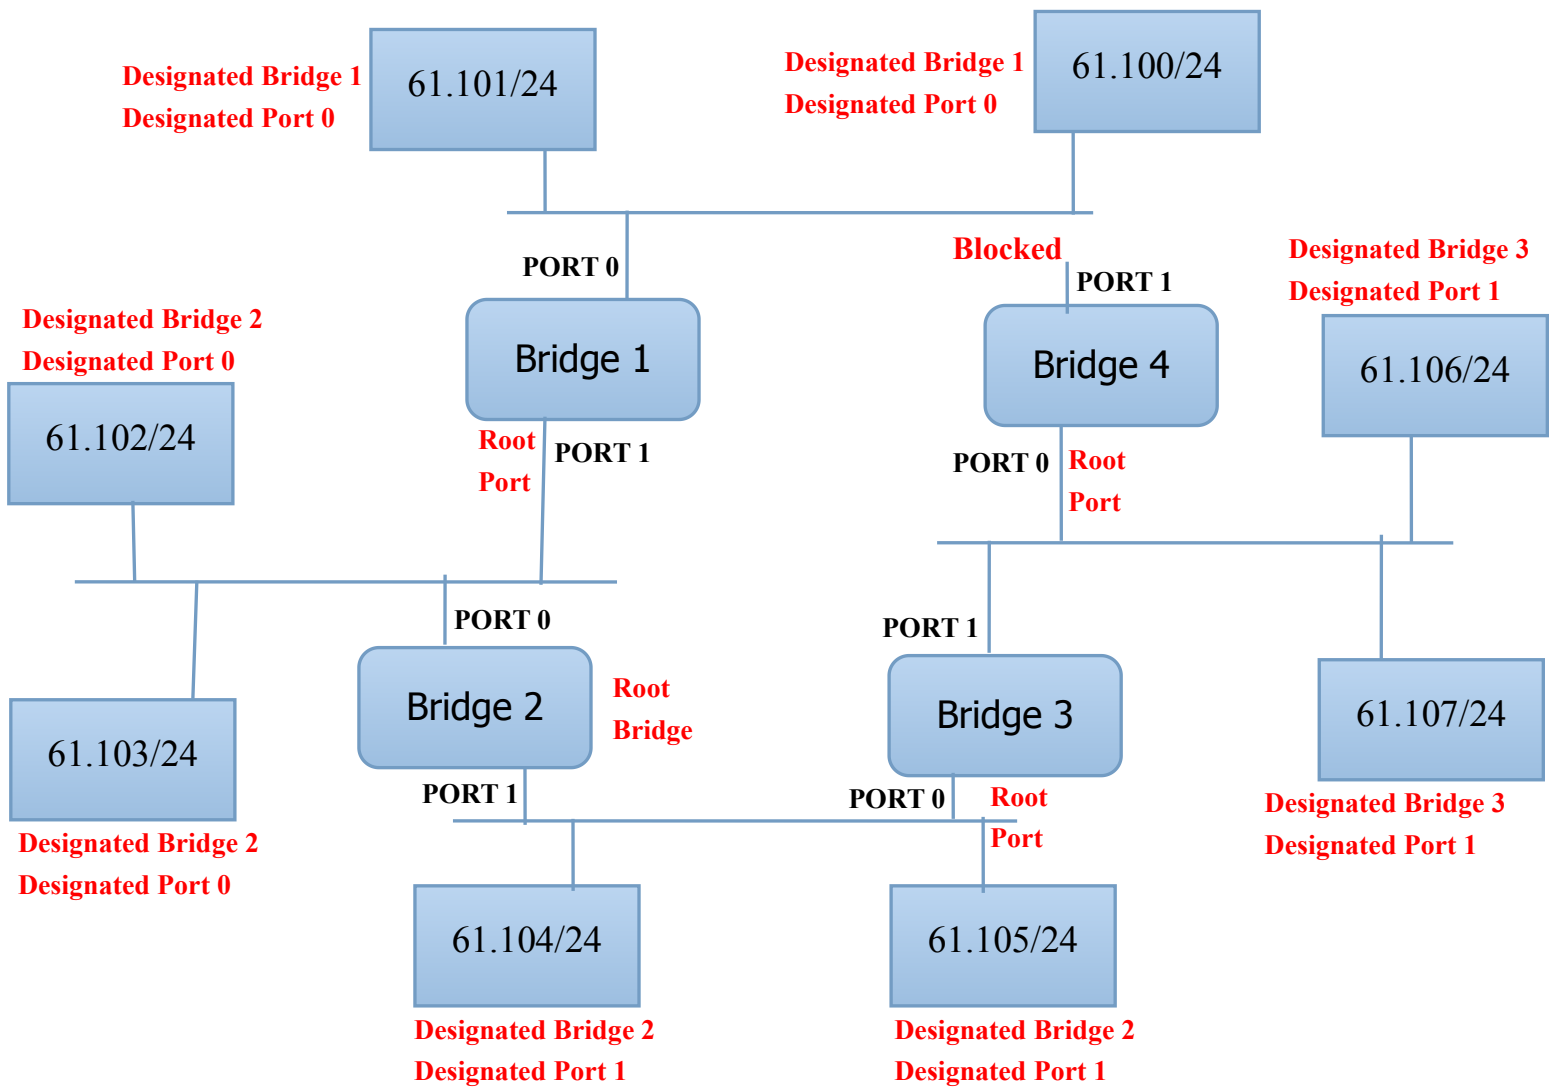 Designated Bridge 1
Designated Port 0
61.101/24
Designated Bridge 1
Designated Port 0
61.100/24
PORT 0
Blocked
PORT 1
Designated Bridge 3
Designated Port 1
Designated Bridge 2
Designated Port 0
Bridge 1
Bridge 4
61.106/24
61.102/24
Root
Port
PORT 1
PORT 0
Root
Port
PORT 0
PORT 1
Bridge 2
Root
Bridge
Bridge 3
61.107/24
61.103/24
PORT 1
PORT 0
Root
Port
Designated Bridge 3
Designated Port 1
Designated Bridge 2
Designated Port 0
61.104/24
61.105/24
Designated Bridge 2
Designated Port 1
Designated Bridge 2
Designated Port 1